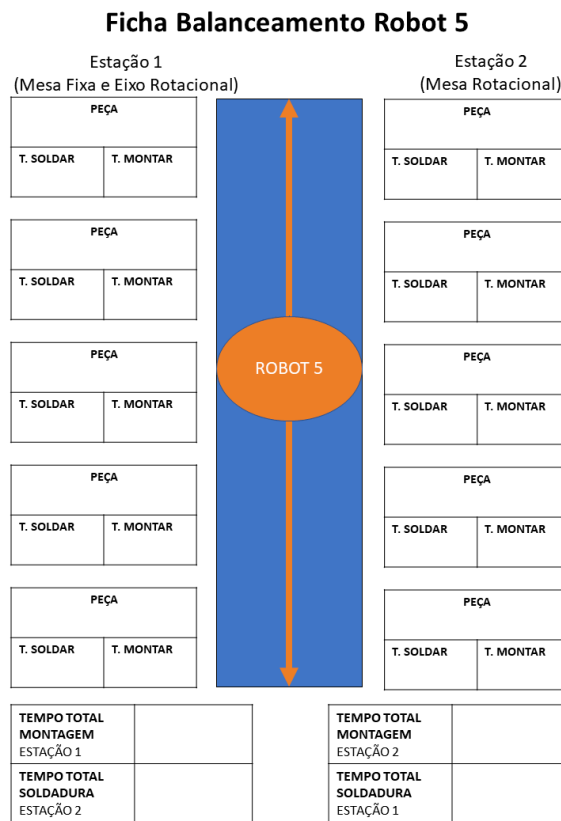 Ficha Balanceamento Robot 5
Estação 1
(Mesa Fixa e Eixo Rotacional)
Estação 2
(Mesa Rotacional)
PEÇA
T. SOLDAR T. MONTAR
PEÇA
T. SOLDAR T. MONTAR
PEÇA
T. SOLDAR T. MONTAR
PEÇA
T. SOLDAR T. MONTAR
PEÇA
T. SOLDAR T. MONTAR
ROBOT 5
PEÇA
T. SOLDAR T. MONTAR
PEÇA
T. SOLDAR T. MONTAR
PEÇA
T. SOLDAR T. MONTAR
PEÇA
T. SOLDAR T. MONTAR
PEÇA
T. SOLDAR T. MONTAR
TEMPO TOTAL
MONTAGEM
ESTAÇÃO 1
TEMPO TOTAL
SOLDADURA
ESTAÇÃO 2
TEMPO TOTAL
MONTAGEM
ESTAÇÃO 2
TEMPO TOTAL
SOLDADURA
ESTAÇÃO 1